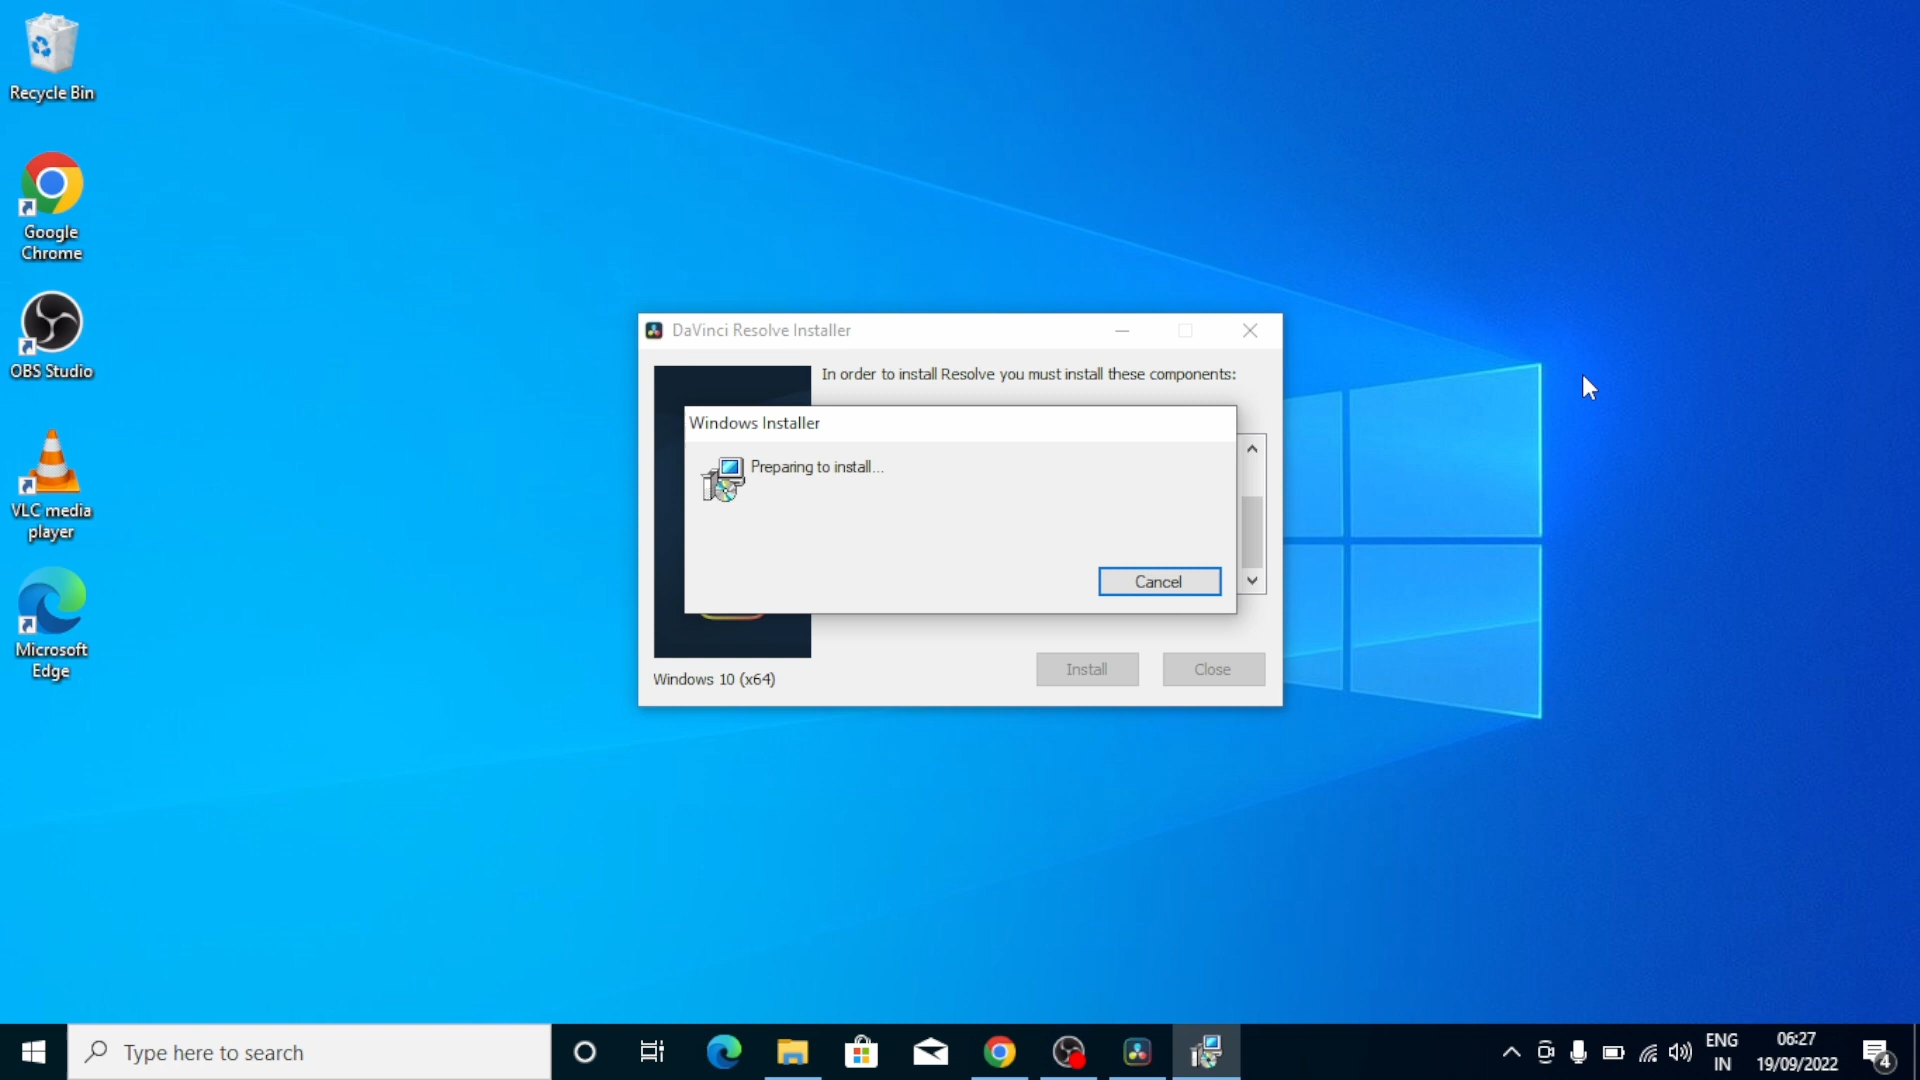 Recycle Bin
Google
Chrome
OBS Studio
VLC media
player
Microsoft
Edge
DaVinci Resolve Installer
In order to install Resolve you must install these components:
Windows Installer
Preparing to install...
Cancel
Install
Close
Windows 10 (x64)
Type here to search
ENG
IN
06:27
19/09/2022
4